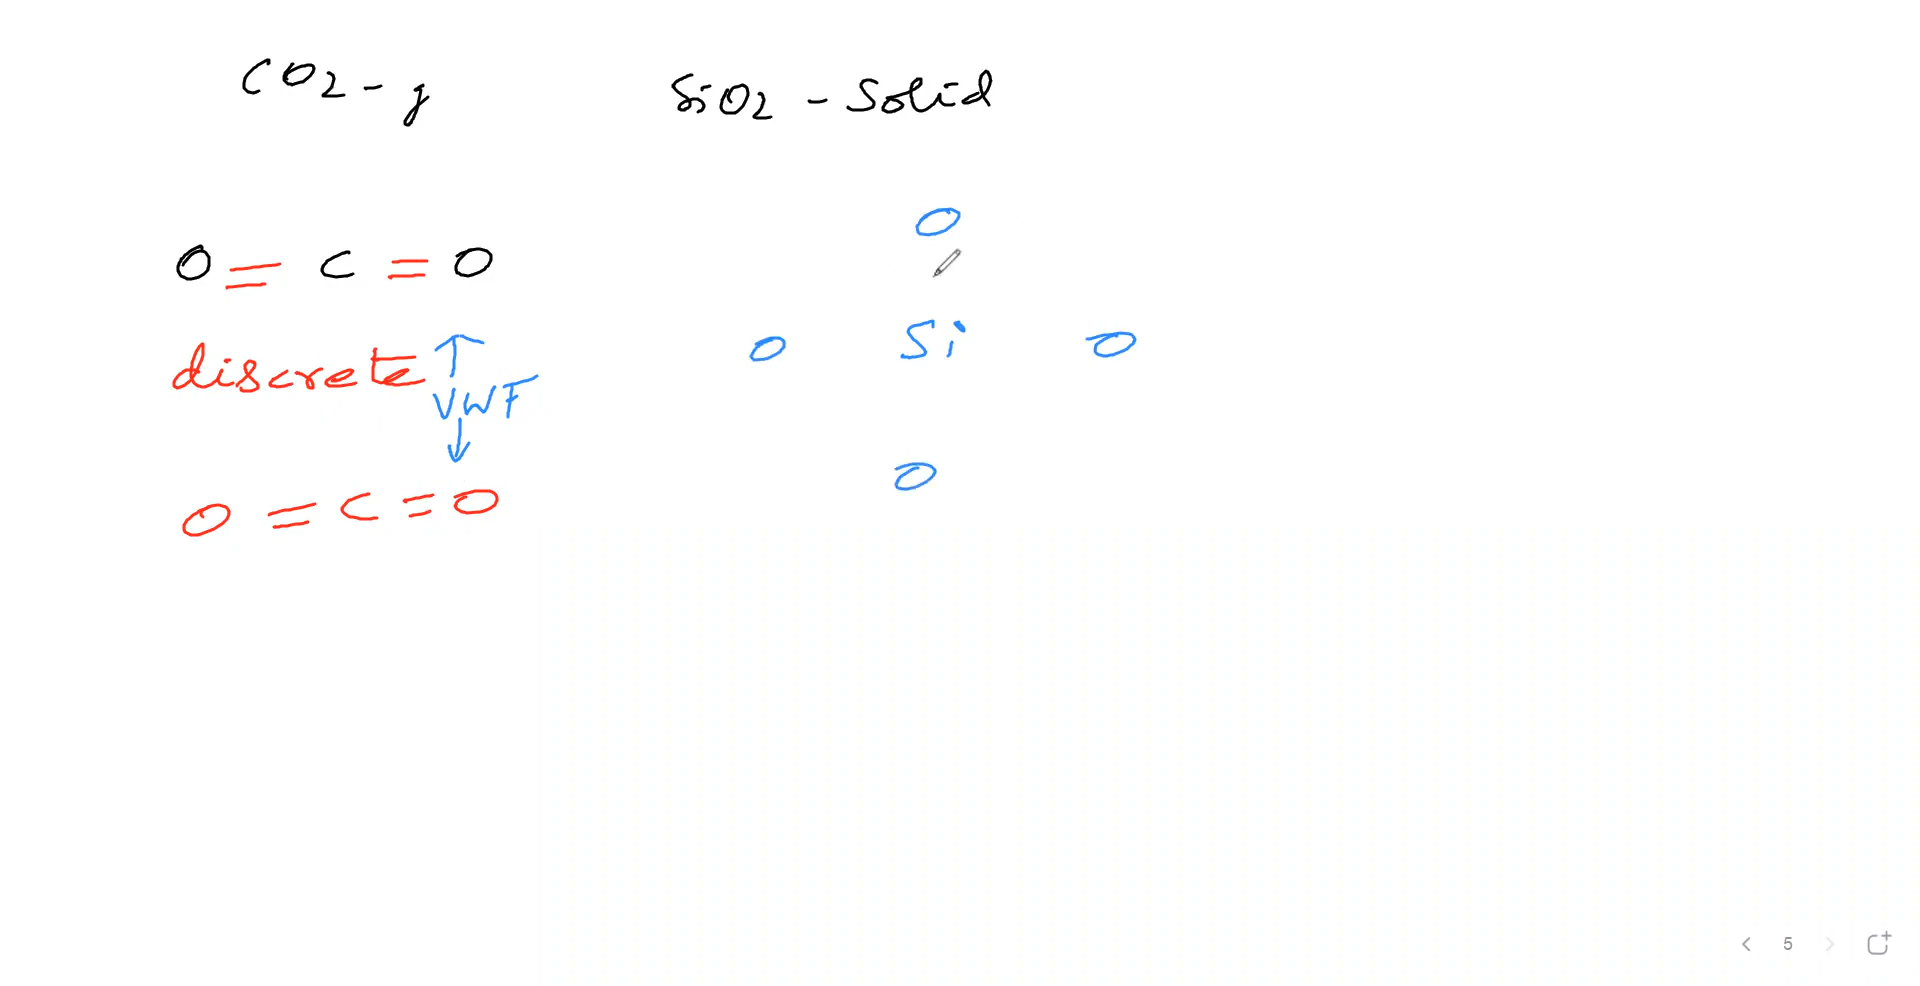 CO2 - g
SiO2 - Solid
O = C = O
discrete
VWF
O = C = O
O
O Si O
O
5